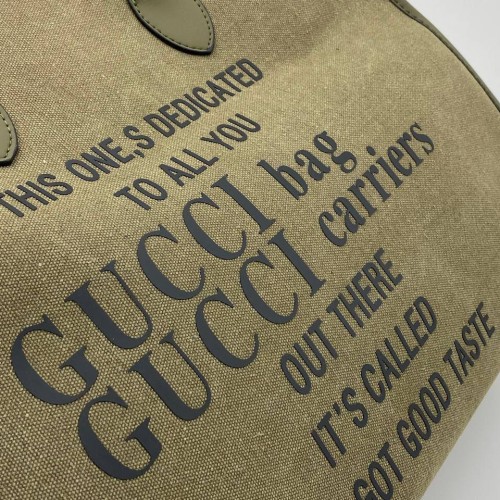 THIS ONE,S DEDICATED
TO ALL YOU
GUCCI bag
GUCCI carriers
OUT THERE
IT'S CALLED
GOT GOOD TASTE